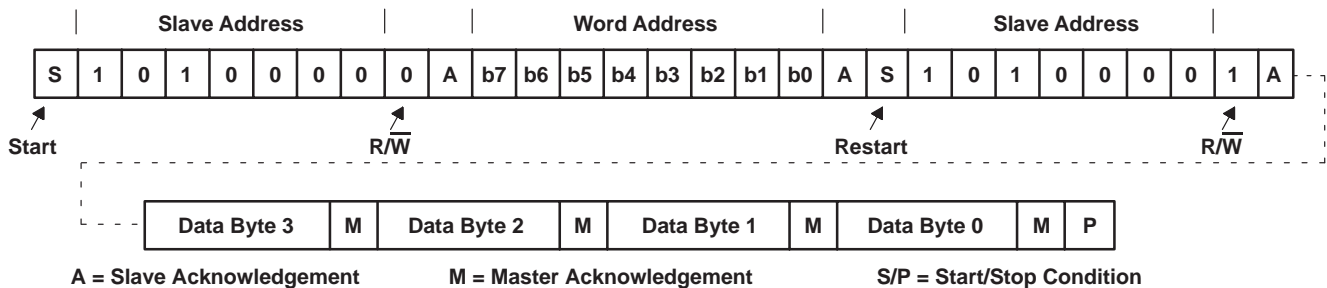 Slave Address Word Address Slave Address
S 1 0 1 0 0 0 0 0 A b7 b6 b5 b4 b3 b2 b1 b0 A S 1 0 1 0 0 0 0 1 A
Start R/W̅ Restart R/W̅
Data Byte 3 M Data Byte 2 M Data Byte 1 M Data Byte 0 M P
A = Slave Acknowledgement M = Master Acknowledgement S/P = Start/Stop Condition